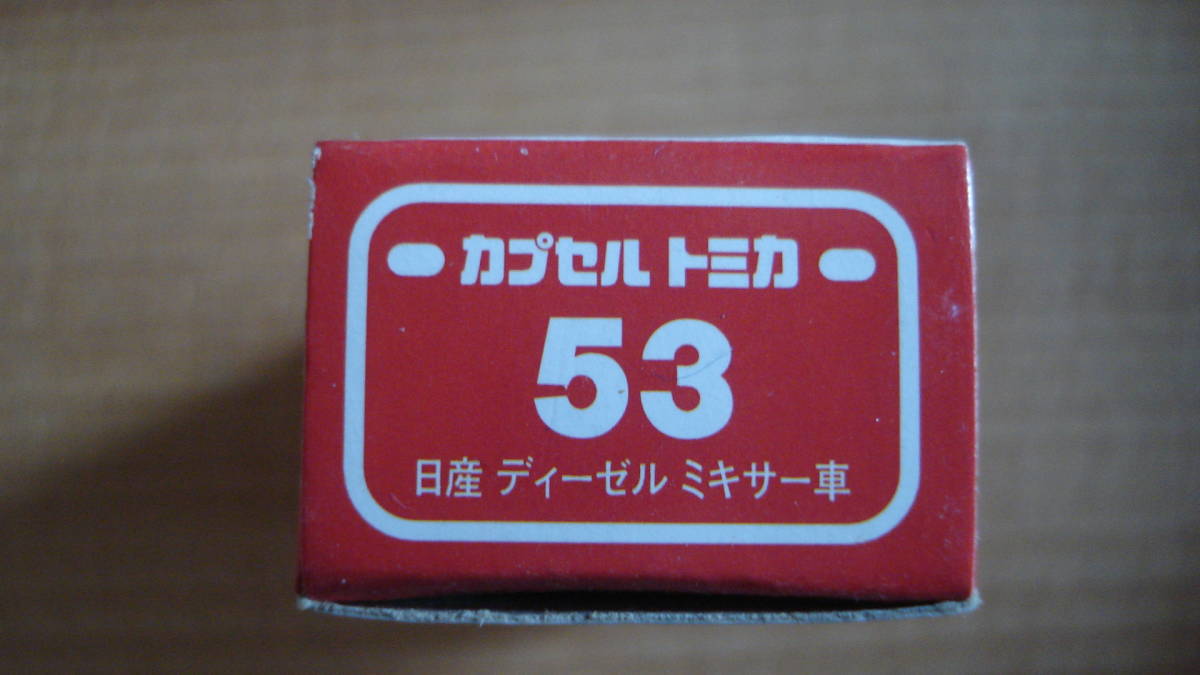 カプセル トミカ
53
日産 ディーゼル ミキサー車